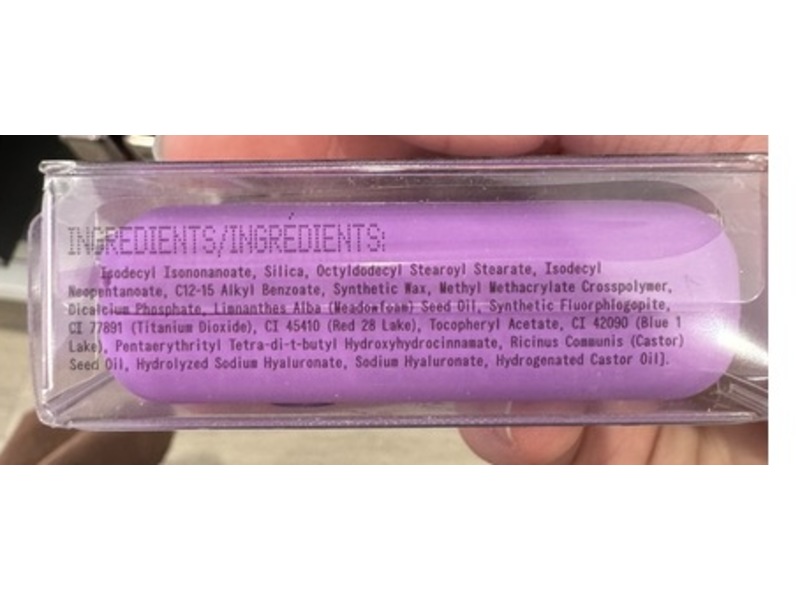 INGREDIENTS/INGRÉDIENTS:
Isodecyl Isononanoate, Silica, Octyldodecyl Stearoyl Stearate, Isodecyl
Neopentanoate, C12-15 Alkyl Benzoate, Synthetic Wax, Methyl Methacrylate Crosspolymer,
Dicalcium Phosphate, Limnanthes Alba (Meadowfoam) Seed Oil, Synthetic Fluorphlogopite,
CI 77891 (Titanium Dioxide), CI 45410 (Red 28 Lake), Tocopheryl Acetate, CI 42090 (Blue 1
Lake), Pentaerythrityl Tetra-di-t-butyl Hydroxyhydrocinnamate, Ricinus Communis (Castor)
Seed Oil, Hydrolyzed Sodium Hyaluronate, Sodium Hyaluronate, Hydrogenated Castor Oil].